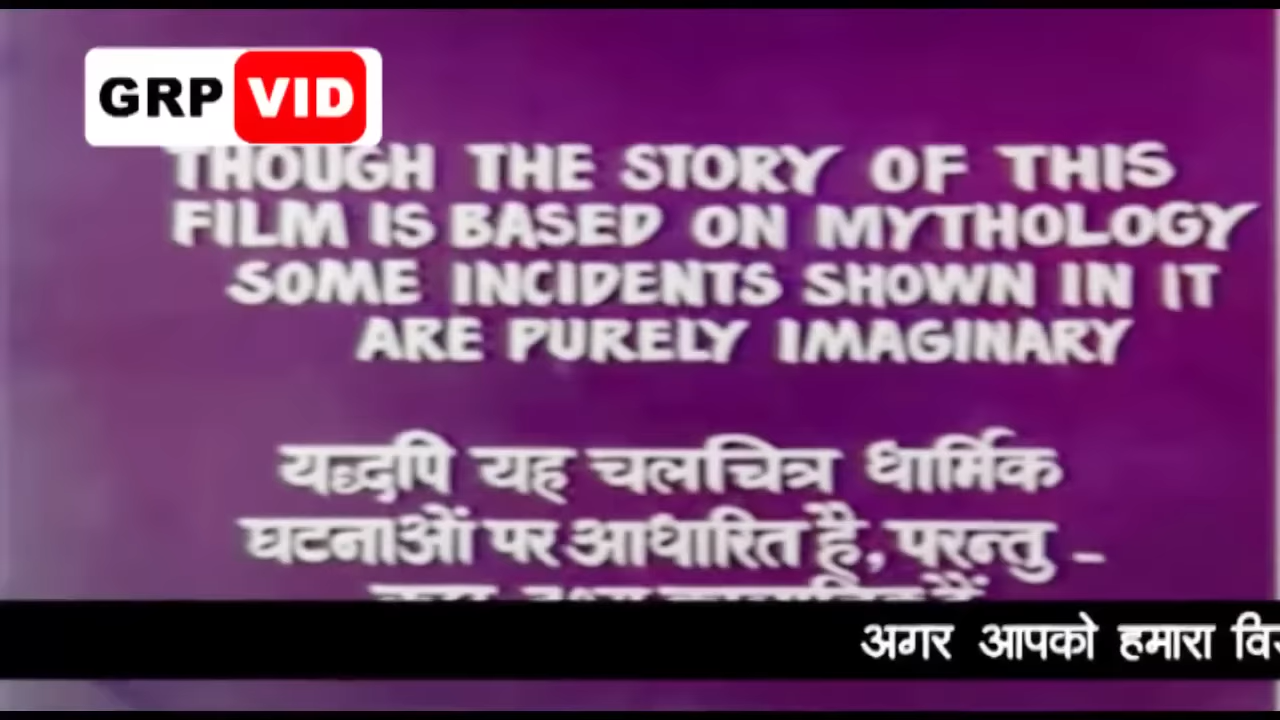 GRP VID
THOUGH THE STORY OF THIS
FILM IS BASED ON MYTHOLOGY
SOME INCIDENTS SHOWN IN IT
ARE PURELY IMAGINARY
यद्धपि यह चलचित्र धार्मिक
घटनाओं पर आधारित है, परन्तु -
अगर आपको हमारा